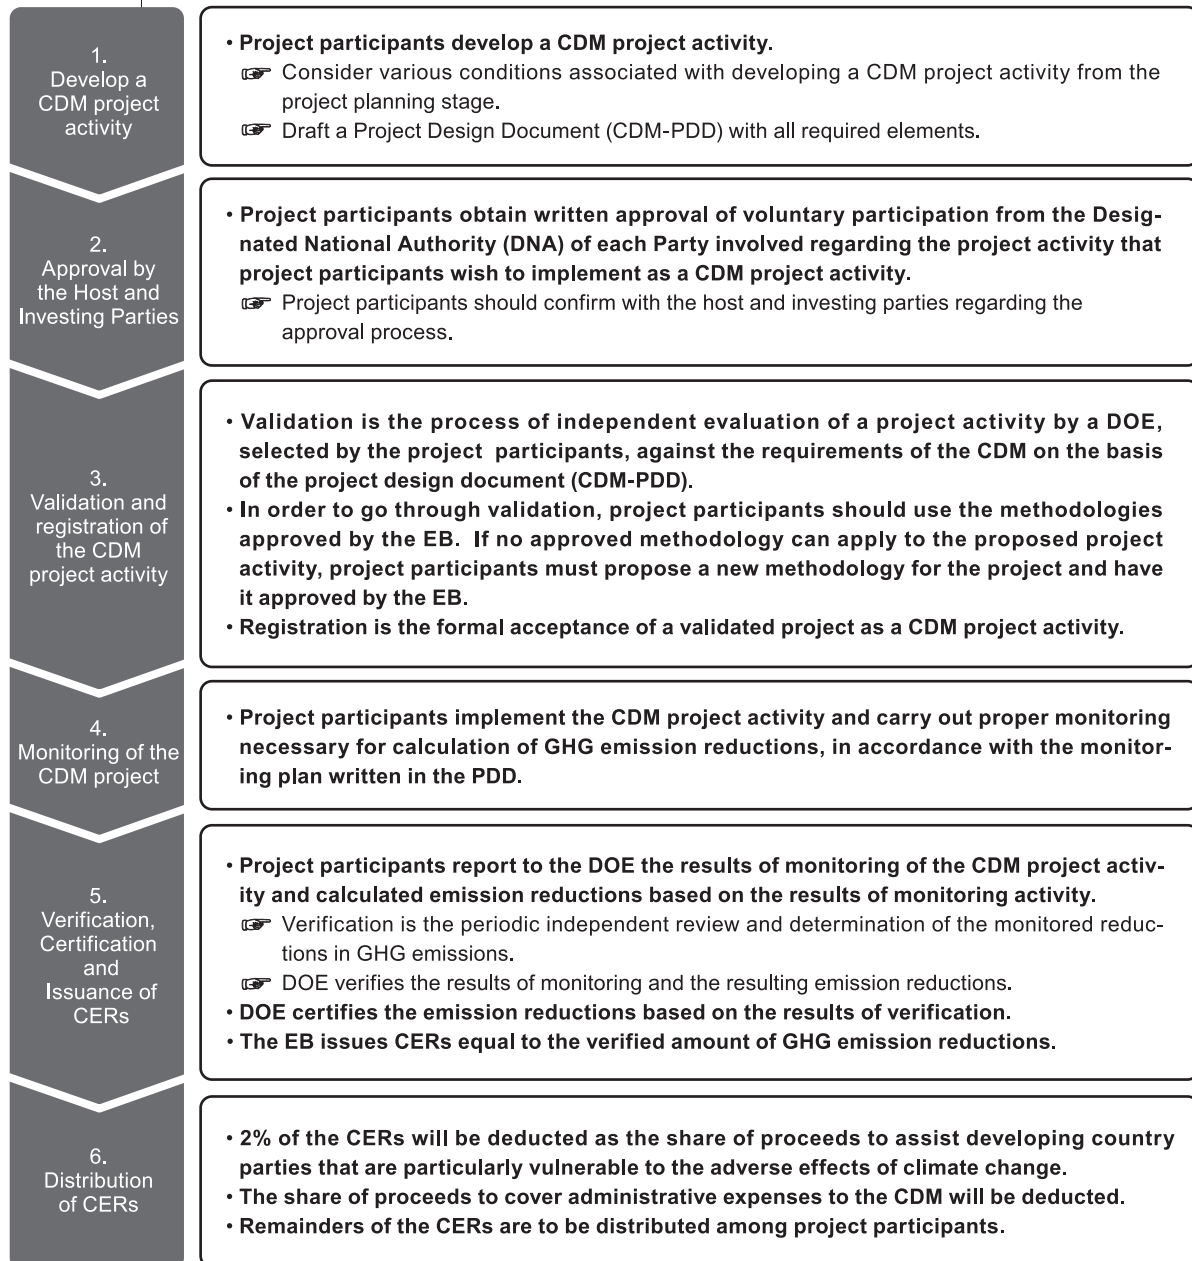 1.
Develop a
CDM project
activity
• Project participants develop a CDM project activity.
☞ Consider various conditions associated with developing a CDM project activity from the
project planning stage.
☞ Draft a Project Design Document (CDM-PDD) with all required elements.
2.
Approval by
the Host and
Investing Parties
• Project participants obtain written approval of voluntary participation from the Desig-
nated National Authority (DNA) of each Party involved regarding the project activity that
project participants wish to implement as a CDM project activity.
☞ Project participants should confirm with the host and investing parties regarding the
approval process.
3.
Validation and
registration of
the CDM
project activity
• Validation is the process of independent evaluation of a project activity by a DOE,
selected by the project participants, against the requirements of the CDM on the basis
of the project design document (CDM-PDD).
• In order to go through validation, project participants should use the methodologies
approved by the EB. If no approved methodology can apply to the proposed project
activity, project participants must propose a new methodology for the project and have
it approved by the EB.
• Registration is the formal acceptance of a validated project as a CDM project activity.
4.
Monitoring of the
CDM project
• Project participants implement the CDM project activity and carry out proper monitoring
necessary for calculation of GHG emission reductions, in accordance with the monitor-
ing plan written in the PDD.
5.
Verification,
Certification
and
Issuance of
CERs
• Project participants report to the DOE the results of monitoring of the CDM project activ-
ity and calculated emission reductions based on the results of monitoring activity.
☞ Verification is the periodic independent review and determination of the monitored reduc-
tions in GHG emissions.
☞ DOE verifies the results of monitoring and the resulting emission reductions.
• DOE certifies the emission reductions based on the results of verification.
• The EB issues CERs equal to the verified amount of GHG emission reductions.
6.
Distribution
of CERs
• 2% of the CERs will be deducted as the share of proceeds to assist developing country
parties that are particularly vulnerable to the adverse effects of climate change.
• The share of proceeds to cover administrative expenses to the CDM will be deducted.
• Remainders of the CERs are to be distributed among project participants.